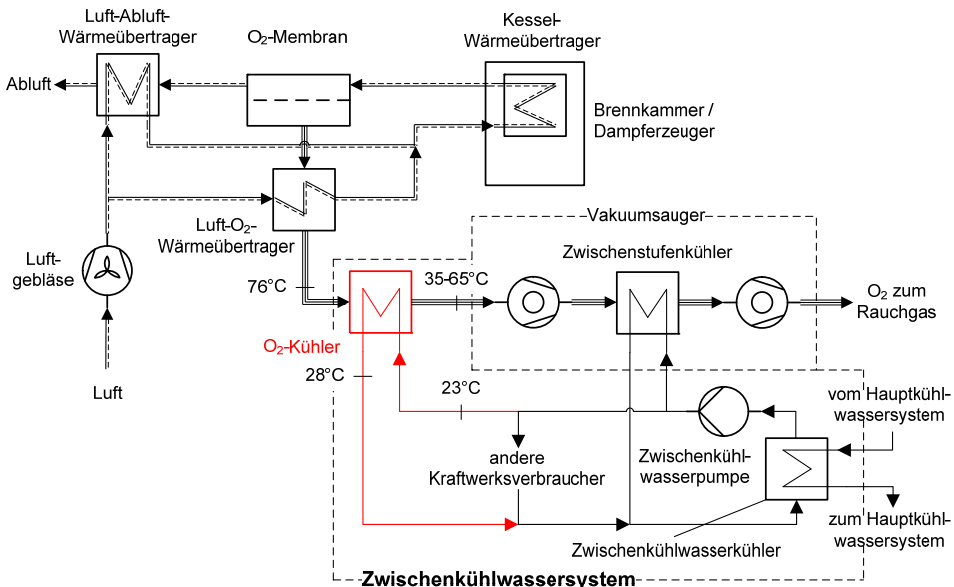 Luft-Abluft-
Wärmeübertrager
O₂-Membran
Kessel-
Wärmeübertrager
Abluft
Brennkammer /
Dampferzeuger
Luft-O₂-
Wärmeübertrager
Luft-
gebläse
Luft
Vakuumsauger
Zwischenstufenkühler
76°C
35-65°C
O₂ zum
Rauchgas
O₂-Kühler
28°C
23°C
vom Hauptkühl-
wassersystem
andere
Kraftwerksverbraucher
Zwischenkühl-
wasserpumpe
zum Hauptkühl-
wassersystem
Zwischenkühlwasserkühler
Zwischenkühlwassersystem